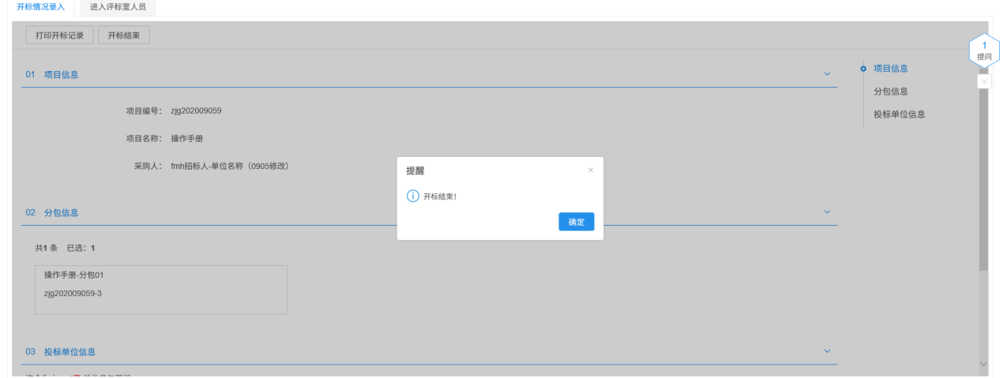 开标情况录入 进入评标室人员
打印开标记录 开标结束
1
提问
01 项目信息
项目信息
分包信息
投标单位信息
项目编号： zjg202009059
项目名称： 操作手册
采购人： fmh招标人-单位名称（0905修改）
提醒
开标结束！
确定
02 分包信息
共1 条 已选：1
操作手册-分包01
zjg202009059-3
03 投标单位信息